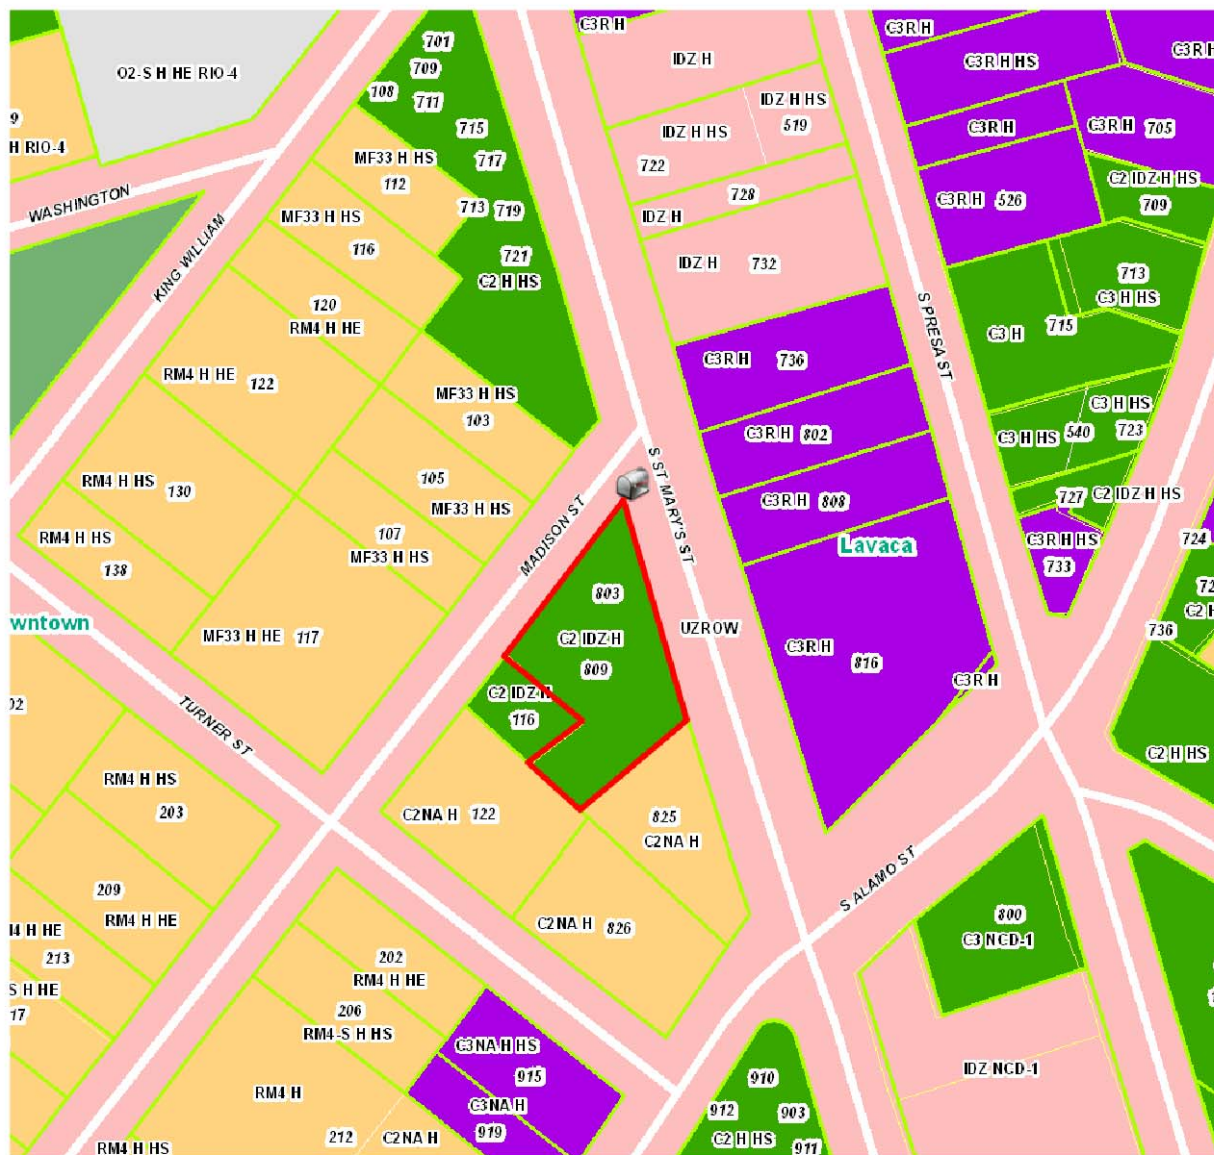 C3R H
C3R H
701
709
108
711
O2-S H HE RIO-4
IDZ H
C3R H HS
C3R H
9
H RIO-4
715
717
IDZ H HS
519
IDZ H HS
722
C3R H
C3R H 705
MF33 H HS
112
WASHINGTON
MF33 H HS
116
713
719
728
IDZ H
C3R H 526
C2 IDZ H HS
709
KING WILLIAM
721
C2 H HS
IDZ H 732
713
C3 H HS
120
RM4 H HE
S PRESA ST
C3 H
715
RM4 H HE
122
C3R H 736
MF33 H HS
103
C3R H 802
C3 H HS
723
C3 H HS
540
RM4 H HS
130
105
MF33 H HS
S ST MARY'S ST
C3R H 808
727
C2 IDZ H HS
MADISON ST
RM4 H HS
138
107
MF33 H HS
Lavaca
C3R H HS
733
724
803
72
C2 H
wntown
MF33 H HE 117
C2 IDZ H
809
UZROW
C3R H
816
736
C3R H
C2 IDZ H
116
02
TURNER ST
C2 H HS
RM4 H HS
203
C2NA H 122
825
C2NA H
S ALAMO ST
209
RM4 H HE
C2NA H 826
800
C3 NCD-1
H HE
213
202
RM4 H HE
S H HE
17
206
RM4-S H HS
C3NA H HS
915
IDZ NCD-1
RM4 H
C3NA H
919
910
912
903
C2 H HS
911
212
C2NA H
RM4 H HS